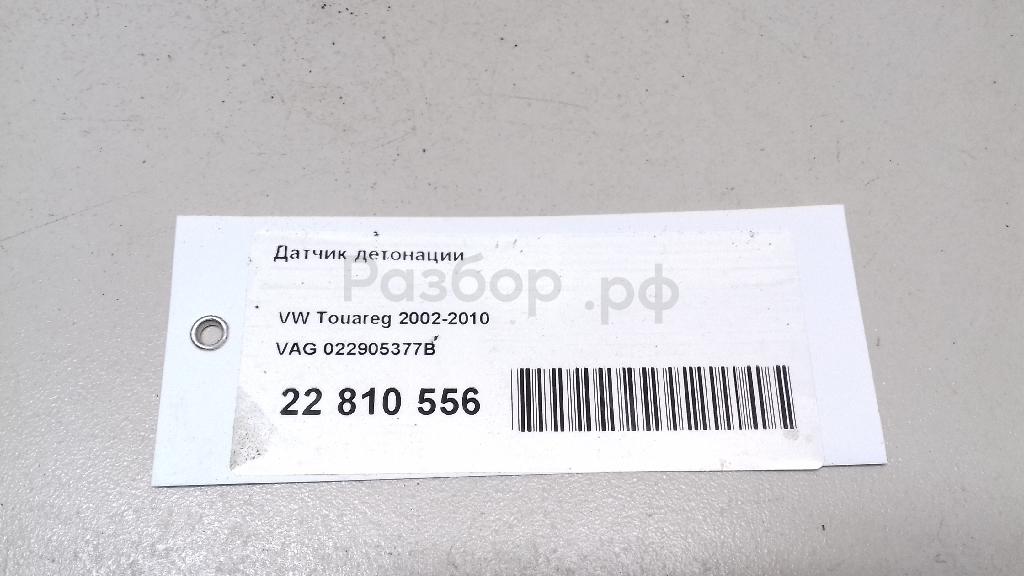 Датчик детонации
Разбор.рф
VW Touareg 2002-2010
VAG 022905377B
22 810 556